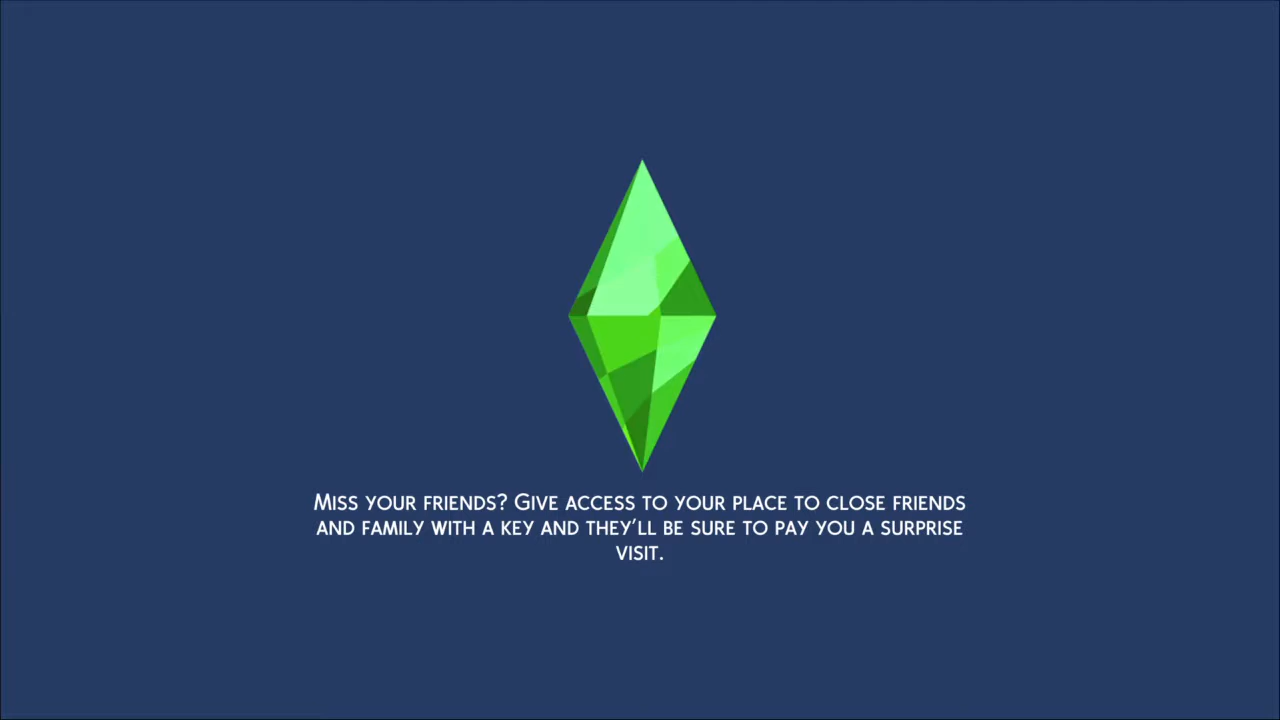 Miss your friends? Give access to your place to close friends
and family with a key and they'll be sure to pay you a surprise
visit.